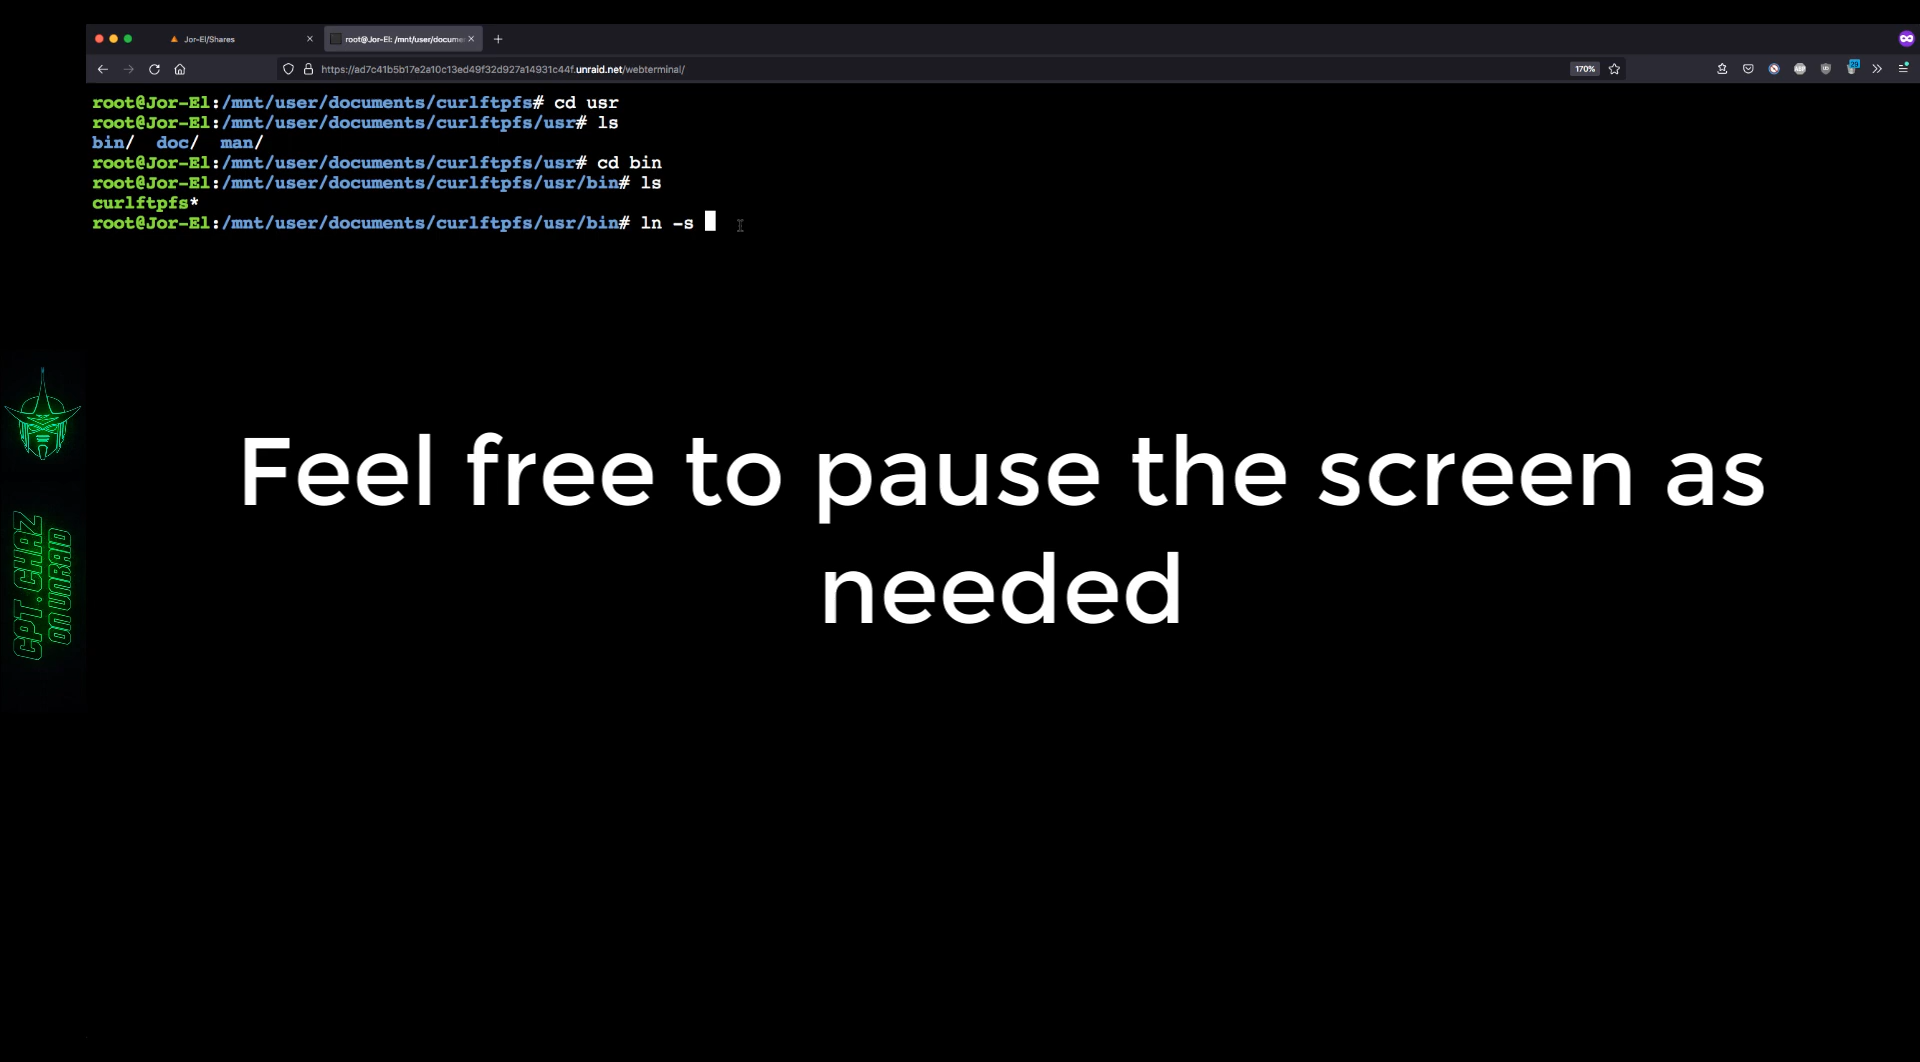 Jor-El/Shares
root@Jor-El: /mnt/user/docume
https://ad7c41b5b17e2a10c13ed49f32d927a14931c44f.unraid.net/webterminal/
170%
root@Jor-El:/mnt/user/documents/curlftpfs# cd usr
root@Jor-El:/mnt/user/documents/curlftpfs/usr# ls
bin/  doc/  man/
root@Jor-El:/mnt/user/documents/curlftpfs/usr# cd bin
root@Jor-El:/mnt/user/documents/curlftpfs/usr/bin# ls
curlftpfs*
root@Jor-El:/mnt/user/documents/curlftpfs/usr/bin# ln -s
Feel free to pause the screen as
needed
CPT.CHAZ
ON UNRAID